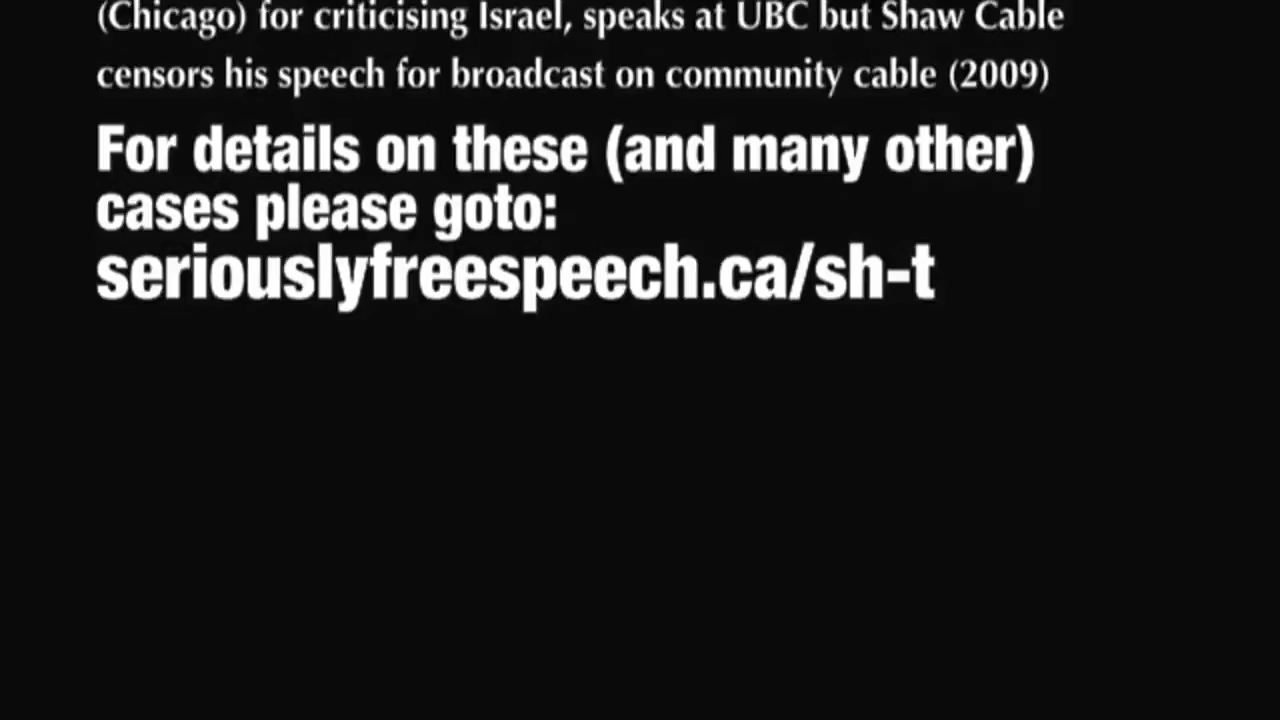 (Chicago) for criticising Israel, speaks at UBC but Shaw Cable
censors his speech for broadcast on community cable (2009)
For details on these (and many other)
cases please goto:
seriouslyfreespeech.ca/sh-t